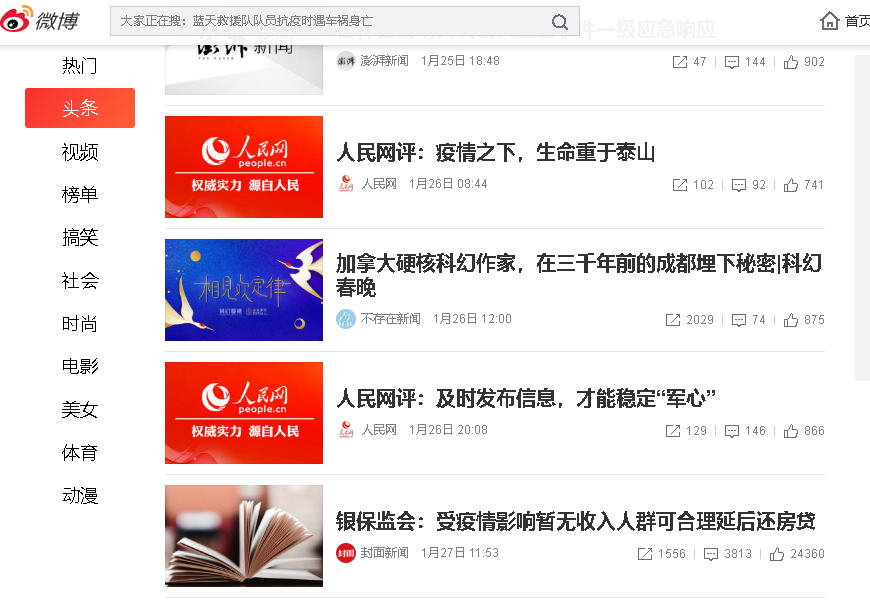 微博
大家正在搜：蓝天救援队队员抗疫时遇车祸身亡
首页
热门
头条
视频
榜单
搞笑
社会
时尚
电影
美女
体育
动漫
事件一级应急响应
澎湃新闻
THE PAPER
澎湃新闻 1月25日 18:48
47 144 902
人民网
people.cn
权威实力 源自人民
人民网评：疫情之下，生命重于泰山
人民网 1月26日 08:44
102 92 741
相见欢定律
科幻春晚
加拿大硬核科幻作家，在三千年前的成都埋下秘密|科幻
春晚
不存在新闻 1月26日 12:00
2029 74 875
人民网
people.cn
权威实力 源自人民
人民网评：及时发布信息，才能稳定“军心”
人民网 1月26日 20:08
129 146 866
银保监会：受疫情影响暂无收入人群可合理延后还房贷
封面
封面新闻 1月27日 11:53
1556 3813 24360